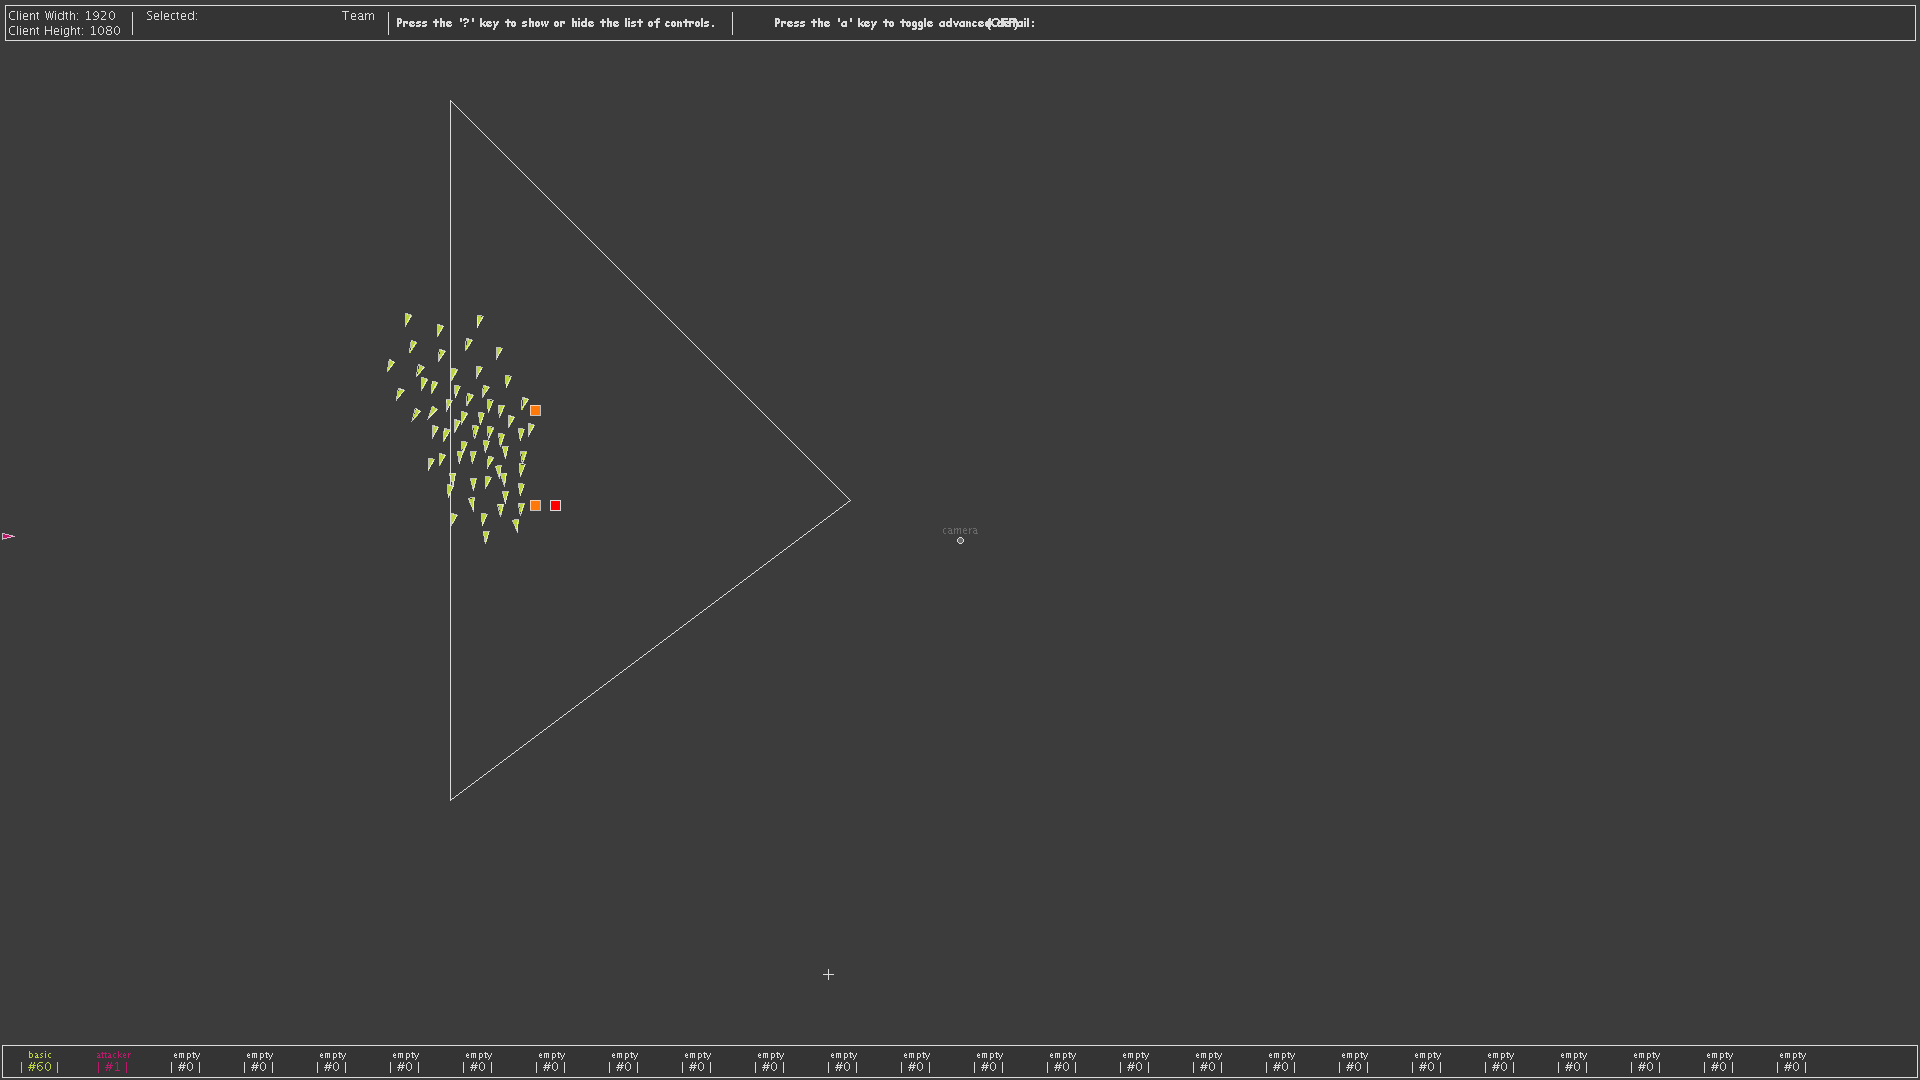 Client Width: 1920
Client Height: 1080
Selected:
Team
Press the '?' key to show or hide the list of controls.
Press the 'a' key to toggle advanced detail:
(OFF)
camera
basic attacker empty empty empty empty empty empty empty empty empty empty empty empty empty empty empty empty empty empty empty empty empty empty empty
| #60 | | #1 | | #0 | | #0 | | #0 | | #0 | | #0 | | #0 | | #0 | | #0 | | #0 | | #0 | | #0 | | #0 | | #0 | | #0 | | #0 | | #0 | | #0 | | #0 | | #0 | | #0 | | #0 | | #0 | | #0 |